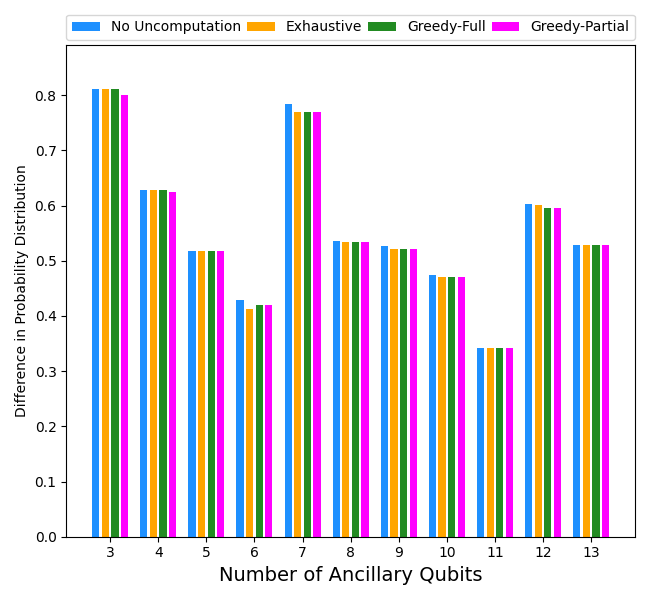 No Uncomputation Exhaustive Greedy-Full Greedy-Partial
Difference in Probability Distribution
0.8
0.7
0.6
0.5
0.4
0.3
0.2
0.1
0.0
3 4 5 6 7 8 9 10 11 12 13
Number of Ancillary Qubits